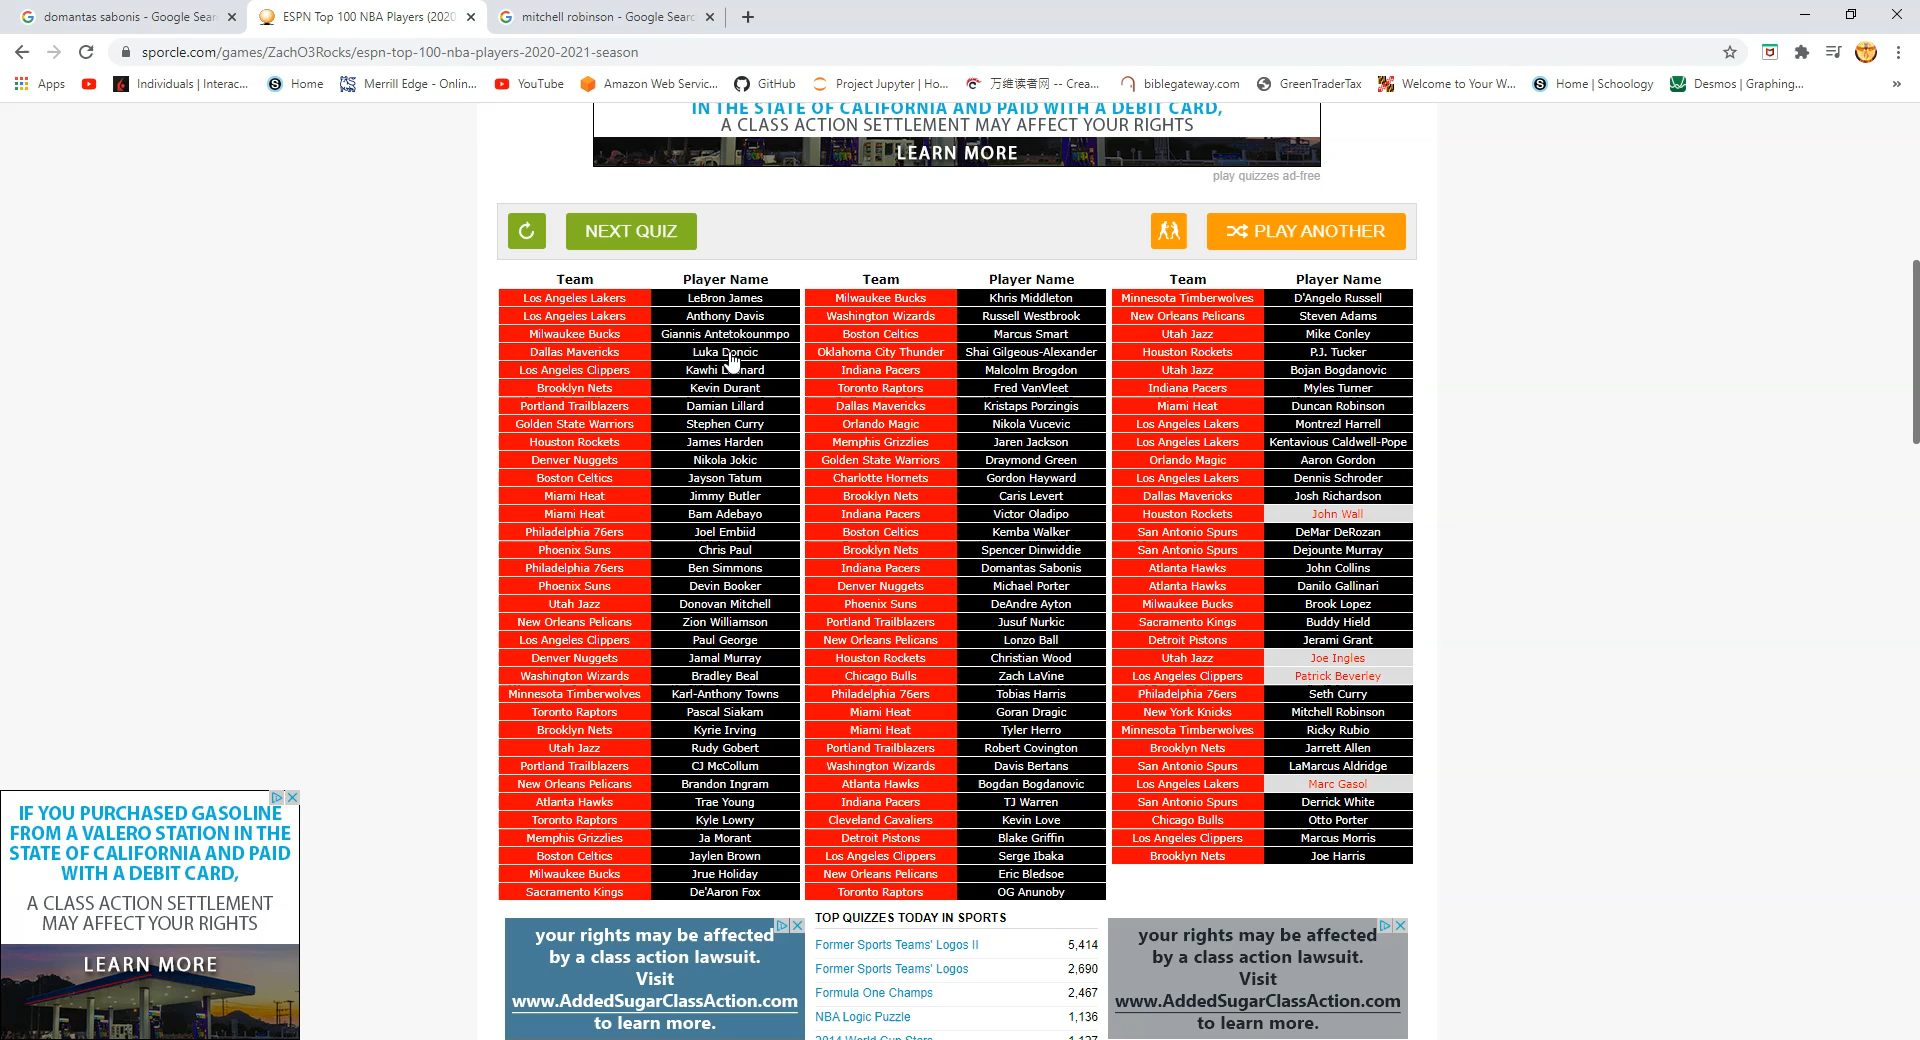 domantas sabonis - Google Sear
ESPN Top 100 NBA Players (2020
mitchell robinson - Google Searc
sporcle.com/games/ZachO3Rocks/espn-top-100-nba-players-2020-2021-season
Apps
Individuals | Interac...
Home
Merrill Edge - Onlin...
YouTube
Amazon Web Servic...
GitHub
Project Jupyter | Ho...
万维读者网 -- Crea...
biblegateway.com
GreenTraderTax
Welcome to Your W...
Home | Schoology
Desmos | Graphing...
»
IN THE STATE OF CALIFORNIA AND PAID WITH A DEBIT CARD,
A CLASS ACTION SETTLEMENT MAY AFFECT YOUR RIGHTS
LEARN MORE
play quizzes ad-free
NEXT QUIZ
PLAY ANOTHER
Team Player Name Team Player Name Team Player Name
Los Angeles Lakers LeBron James Milwaukee Bucks Khris Middleton Minnesota Timberwolves D'Angelo Russell
Los Angeles Lakers Anthony Davis Washington Wizards Russell Westbrook New Orleans Pelicans Steven Adams
Milwaukee Bucks Giannis Antetokounmpo Boston Celtics Marcus Smart Utah Jazz Mike Conley
Dallas Mavericks Luka Doncic Oklahoma City Thunder Shai Gilgeous-Alexander Houston Rockets P.J. Tucker
Los Angeles Clippers Kawhi Leonard Indiana Pacers Malcolm Brogdon Utah Jazz Bojan Bogdanovic
Brooklyn Nets Kevin Durant Toronto Raptors Fred VanVleet Indiana Pacers Myles Turner
Portland Trailblazers Damian Lillard Dallas Mavericks Kristaps Porzingis Miami Heat Duncan Robinson
Golden State Warriors Stephen Curry Orlando Magic Nikola Vucevic Los Angeles Lakers Montrezl Harrell
Houston Rockets James Harden Memphis Grizzlies Jaren Jackson Los Angeles Lakers Kentavious Caldwell-Pope
Denver Nuggets Nikola Jokic Golden State Warriors Draymond Green Orlando Magic Aaron Gordon
Boston Celtics Jayson Tatum Charlotte Hornets Gordon Hayward Los Angeles Lakers Dennis Schroder
Miami Heat Jimmy Butler Brooklyn Nets Caris Levert Dallas Mavericks Josh Richardson
Miami Heat Bam Adebayo Indiana Pacers Victor Oladipo Houston Rockets John Wall
Philadelphia 76ers Joel Embiid Boston Celtics Kemba Walker San Antonio Spurs DeMar DeRozan
Phoenix Suns Chris Paul Brooklyn Nets Spencer Dinwiddie San Antonio Spurs Dejounte Murray
Philadelphia 76ers Ben Simmons Indiana Pacers Domantas Sabonis Atlanta Hawks John Collins
Phoenix Suns Devin Booker Denver Nuggets Michael Porter Atlanta Hawks Danilo Gallinari
Utah Jazz Donovan Mitchell Phoenix Suns DeAndre Ayton Milwaukee Bucks Brook Lopez
New Orleans Pelicans Zion Williamson Portland Trailblazers Jusuf Nurkic Sacramento Kings Buddy Hield
Los Angeles Clippers Paul George New Orleans Pelicans Lonzo Ball Detroit Pistons Jerami Grant
Denver Nuggets Jamal Murray Houston Rockets Christian Wood Utah Jazz Joe Ingles
Washington Wizards Bradley Beal Chicago Bulls Zach LaVine Los Angeles Clippers Patrick Beverley
Minnesota Timberwolves Karl-Anthony Towns Philadelphia 76ers Tobias Harris Philadelphia 76ers Seth Curry
Toronto Raptors Pascal Siakam Miami Heat Goran Dragic New York Knicks Mitchell Robinson
Brooklyn Nets Kyrie Irving Miami Heat Tyler Herro Minnesota Timberwolves Ricky Rubio
Utah Jazz Rudy Gobert Portland Trailblazers Robert Covington Brooklyn Nets Jarrett Allen
Portland Trailblazers CJ McCollum Washington Wizards Davis Bertans San Antonio Spurs LaMarcus Aldridge
New Orleans Pelicans Brandon Ingram Atlanta Hawks Bogdan Bogdanovic Los Angeles Lakers Marc Gasol
Atlanta Hawks Trae Young Indiana Pacers TJ Warren San Antonio Spurs Derrick White
Toronto Raptors Kyle Lowry Cleveland Cavaliers Kevin Love Chicago Bulls Otto Porter
Memphis Grizzlies Ja Morant Detroit Pistons Blake Griffin Los Angeles Clippers Marcus Morris
Boston Celtics Jaylen Brown Los Angeles Clippers Serge Ibaka Brooklyn Nets Joe Harris
Milwaukee Bucks Jrue Holiday New Orleans Pelicans Eric Bledsoe
Sacramento Kings De'Aaron Fox Toronto Raptors OG Anunoby
IF YOU PURCHASED GASOLINE
FROM A VALERO STATION IN THE
STATE OF CALIFORNIA AND PAID
WITH A DEBIT CARD,
A CLASS ACTION SETTLEMENT
MAY AFFECT YOUR RIGHTS
LEARN MORE
your rights may be affected
by a class action lawsuit.
Visit
www.AddedSugarClassAction.com
to learn more.
TOP QUIZZES TODAY IN SPORTS
Former Sports Teams' Logos II 5,414
Former Sports Teams' Logos 2,690
Formula One Champs 2,467
NBA Logic Puzzle 1,136
2014 World Cup Stars 1,127
your rights may be affected
by a class action lawsuit.
Visit
www.AddedSugarClassAction.com
to learn more.